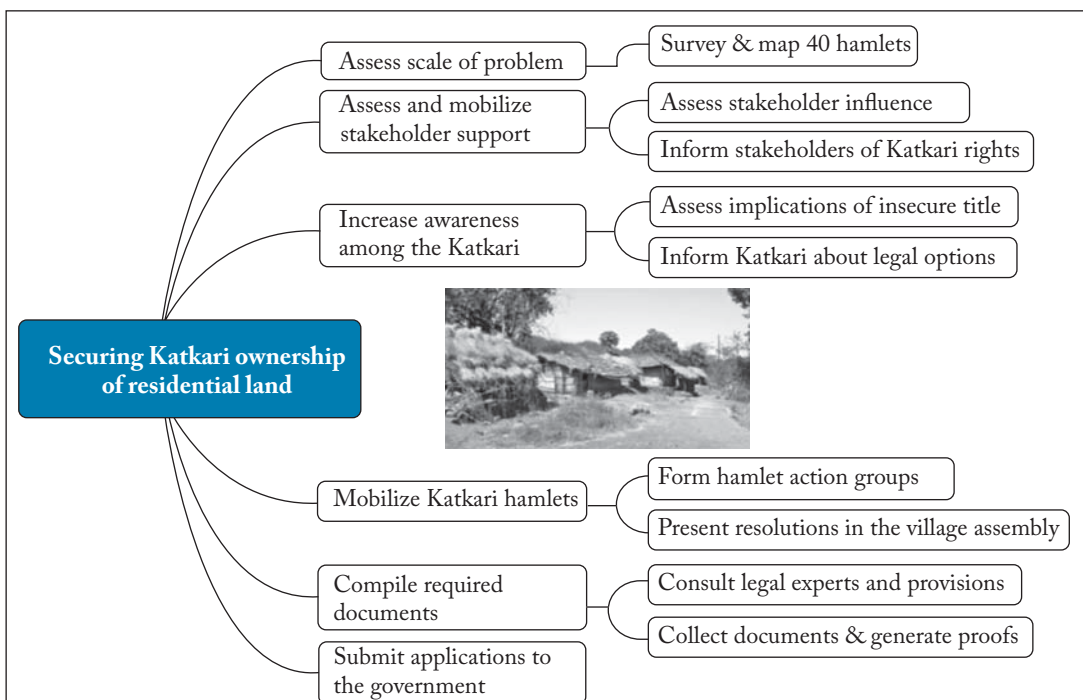 Survey & map 40 hamlets
Assess scale of problem
Assess and mobilize
stakeholder support
Assess stakeholder influence
Inform stakeholders of Katkari rights
Increase awareness
among the Katkari
Assess implications of insecure title
Inform Katkari about legal options
Securing Katkari ownership
of residential land
Mobilize Katkari hamlets
Form hamlet action groups
Present resolutions in the village assembly
Compile required
documents
Consult legal experts and provisions
Collect documents & generate proofs
Submit applications to
the government